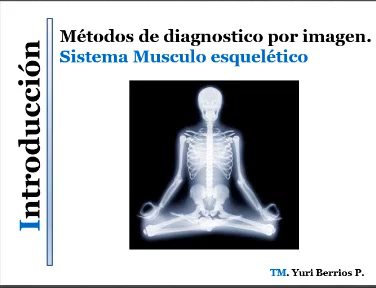 Introducción
Métodos de diagnostico por imagen.
Sistema Musculo esquelético
TM. Yuri Berrios P.